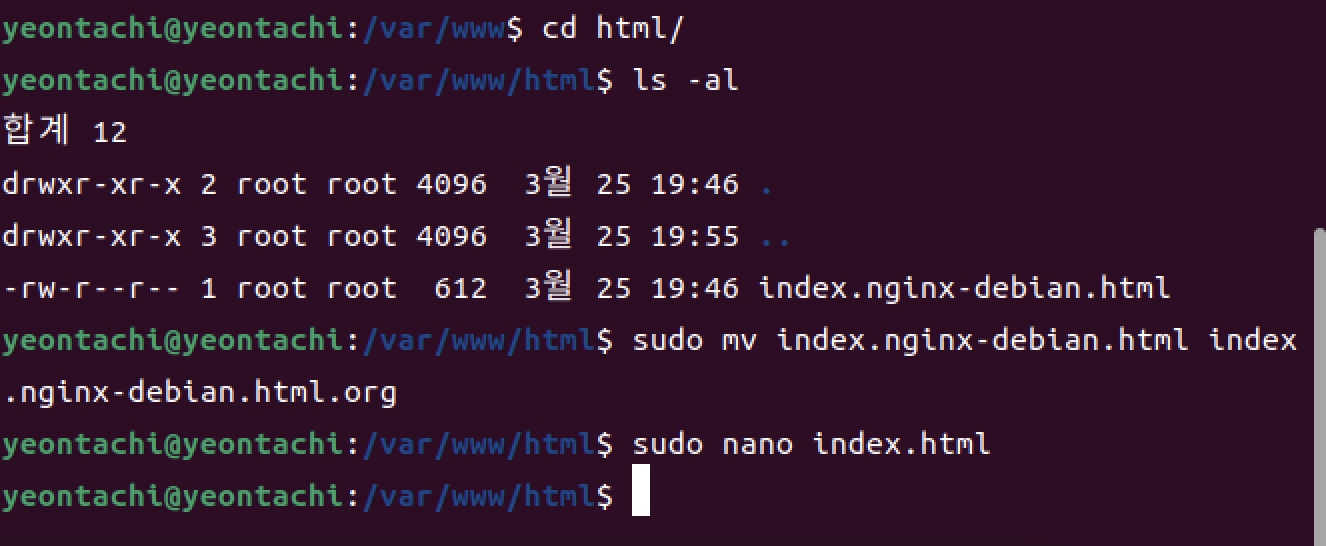 yeontachi@yeontachi:/var/www$ cd html/
yeontachi@yeontachi:/var/www/html$ ls -al
합계 12
drwxr-xr-x 2 root root 4096  3월 25 19:46 .
drwxr-xr-x 3 root root 4096  3월 25 19:55 ..
-rw-r--r-- 1 root root  612  3월 25 19:46 index.nginx-debian.html
yeontachi@yeontachi:/var/www/html$ sudo mv index.nginx-debian.html index
.nginx-debian.html.org
yeontachi@yeontachi:/var/www/html$ sudo nano index.html
yeontachi@yeontachi:/var/www/html$